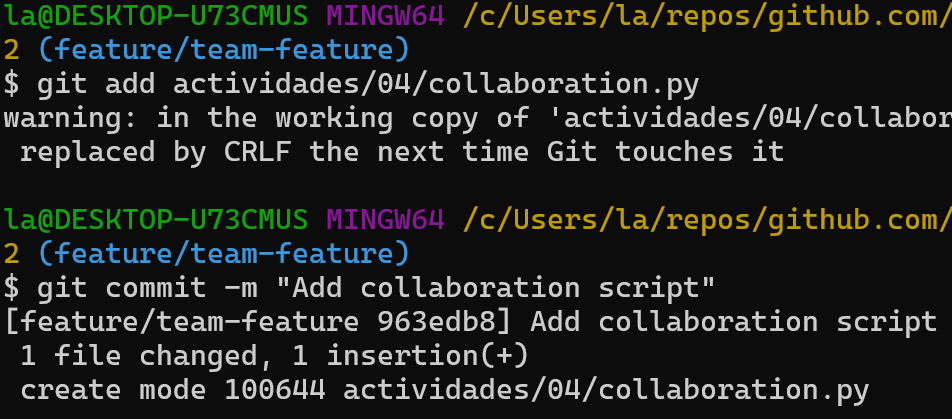 la@DESKTOP-U73CMUS MINGW64 /c/Users/la/repos/github.com/
2 (feature/team-feature)
$ git add actividades/04/collaboration.py
warning: in the working copy of 'actividades/04/collabor
 replaced by CRLF the next time Git touches it

la@DESKTOP-U73CMUS MINGW64 /c/Users/la/repos/github.com/
2 (feature/team-feature)
$ git commit -m "Add collaboration script"
[feature/team-feature 963edb8] Add collaboration script
 1 file changed, 1 insertion(+)
 create mode 100644 actividades/04/collaboration.py